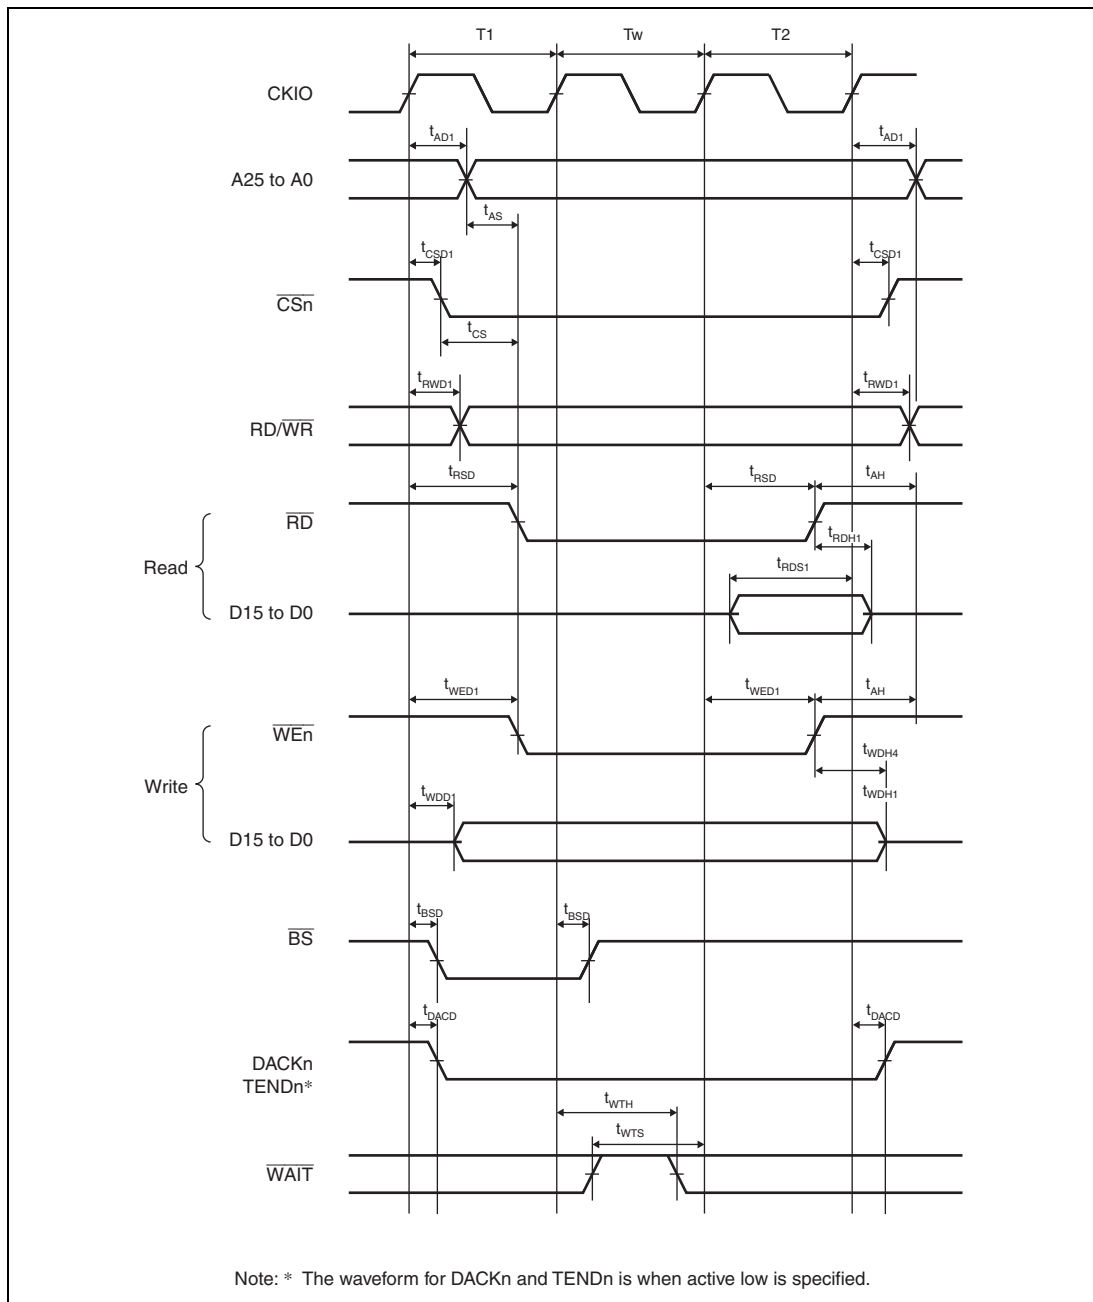 T1 Tw T2
CKIO
tAD1 tAD1
A25 to A0
tAS
tCSD1 tCSD1
CSn
tCS
tRWD1 tRWD1
RD/WR
tRSD tRSD tAH
RD
tRDH1
Read
tRDS1
D15 to D0
tWED1 tWED1 tAH
WEn
tWDH4
Write
tWDD1 tWDH1
D15 to D0
tBSD tBSD
BS
tDACD tDACD
DACKn
TENDn*
tWTH
tWTS
WAIT
Note: * The waveform for DACKn and TENDn is when active low is specified.